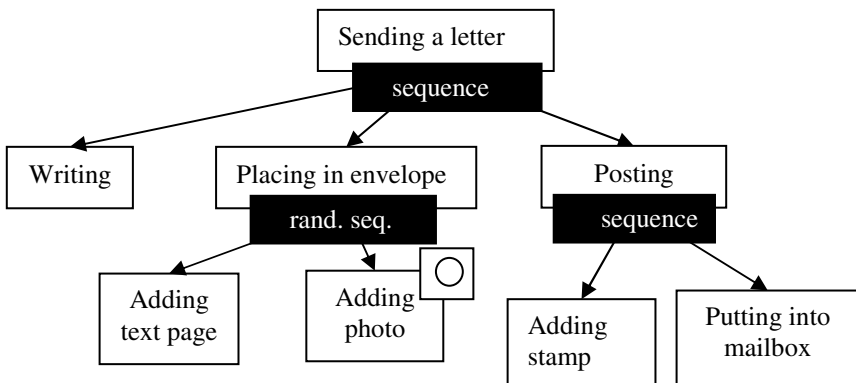 Sending a letter
sequence
Writing
Placing in envelope
Posting
rand. seq.
sequence
Adding
text page
Adding
photo
Adding
stamp
Putting into
mailbox